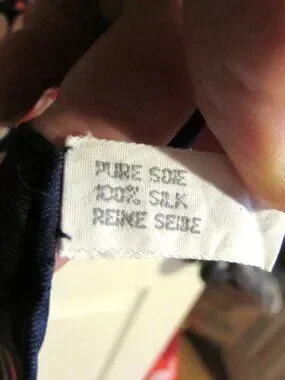 PURE SOIE
100% SILK
REINE SEIDE